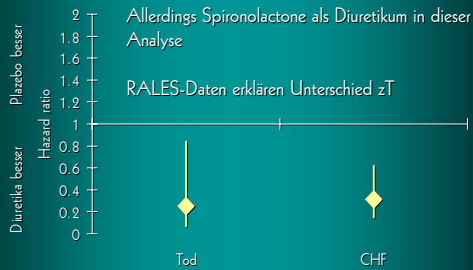 Allerdings Spironolactone als Diuretikum in dieser
Analyse
RALES-Daten erklären Unterschied zT
Plazebo besser
Diuretika besser
Hazard ratio
2
1.8
1.6
1.4
1.2
1
0.8
0.6
0.4
0.2
0
Tod
CHF